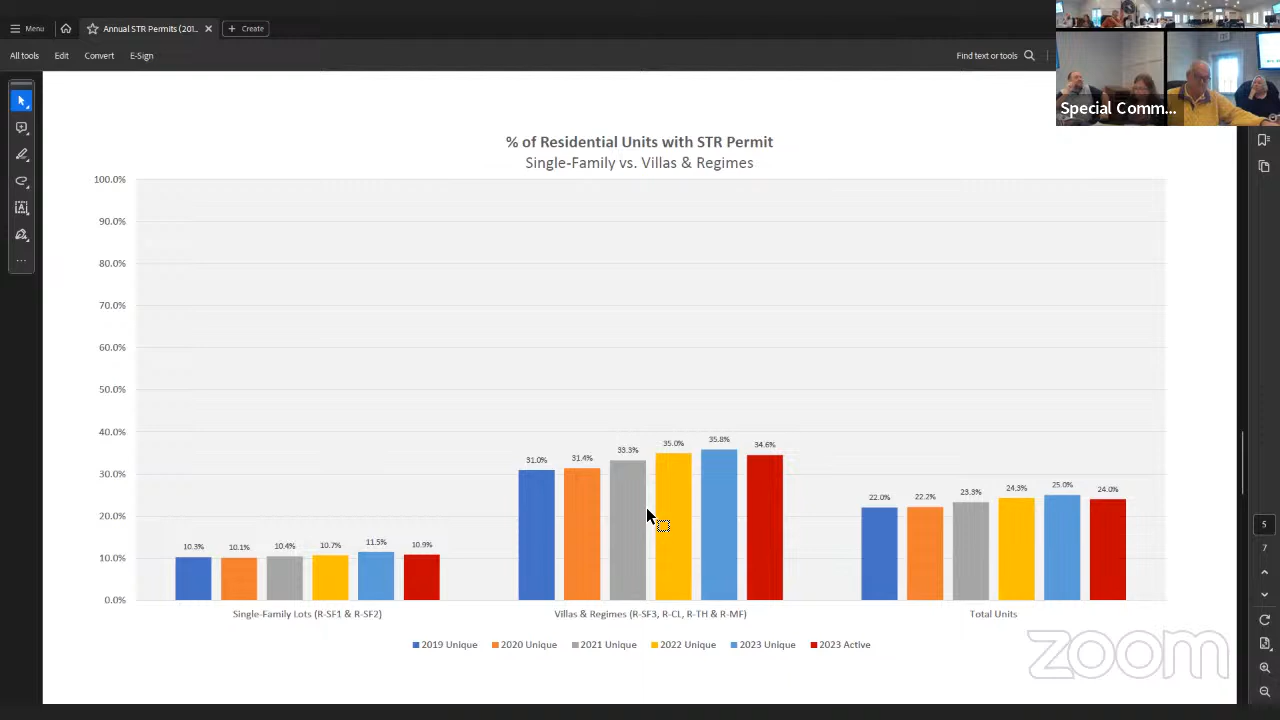 Menu
Annual STR Permits (201...
Create
All tools
Edit
Convert
E-Sign
Find text or tools
Special Comm...
% of Residential Units with STR Permit
Single-Family vs. Villas & Regimes
100.0%
90.0%
80.0%
70.0%
60.0%
50.0%
40.0%
30.0%
20.0%
10.0%
0.0%
10.3%
10.1%
10.4%
10.7%
11.5%
10.9%
31.0%
31.4%
33.3%
35.0%
35.8%
34.6%
22.0%
22.2%
23.3%
24.3%
25.0%
24.0%
Single-Family Lots (R-SF1 & R-SF2)
Villas & Regimes (R-SF3, R-CL, R-TH & R-MF)
Total Units
2019 Unique
2020 Unique
2021 Unique
2022 Unique
2023 Unique
2023 Active
5
7
zoom